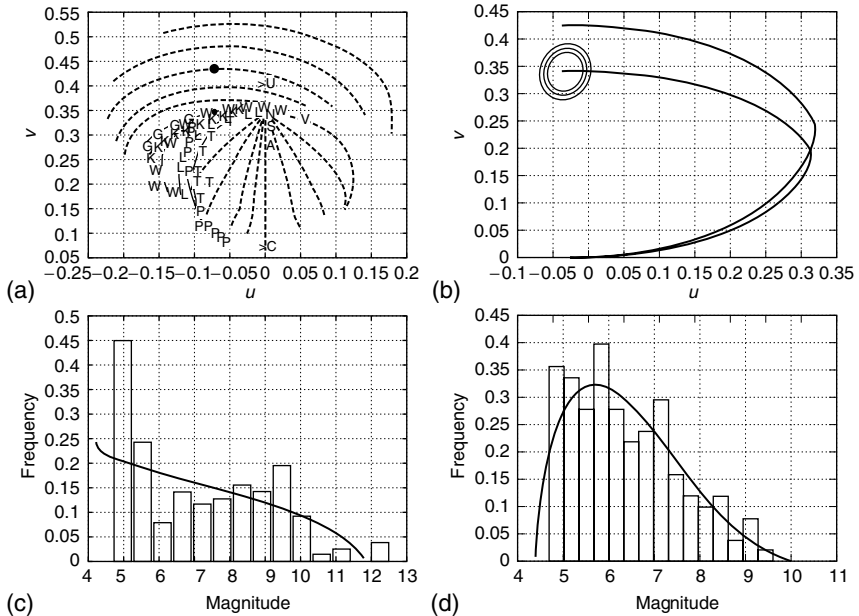 0.55
0.5
0.45
0.4
0.35
0.3
0.25
0.2
0.15
0.1
0.05
v
−0.25−0.2−0.15−0.1−0.05 0 0.05 0.1 0.15 0.2
u
>U
V
S
A
>C
(a)
0.45
0.4
0.35
0.3
0.25
0.2
0.15
0.1
0.05
0
v
−0.1−0.05 0 0.05 0.1 0.15 0.2 0.25 0.3 0.35
u
(b)
0.5
0.45
0.4
0.35
0.3
0.25
0.2
0.15
0.1
0.05
0
Frequency
4 5 6 7 8 9 10 11 12 13
Magnitude
(c)
0.45
0.4
0.35
0.3
0.25
0.2
0.15
0.1
0.05
0
Frequency
4 5 6 7 8 9 10 11
Magnitude
(d)